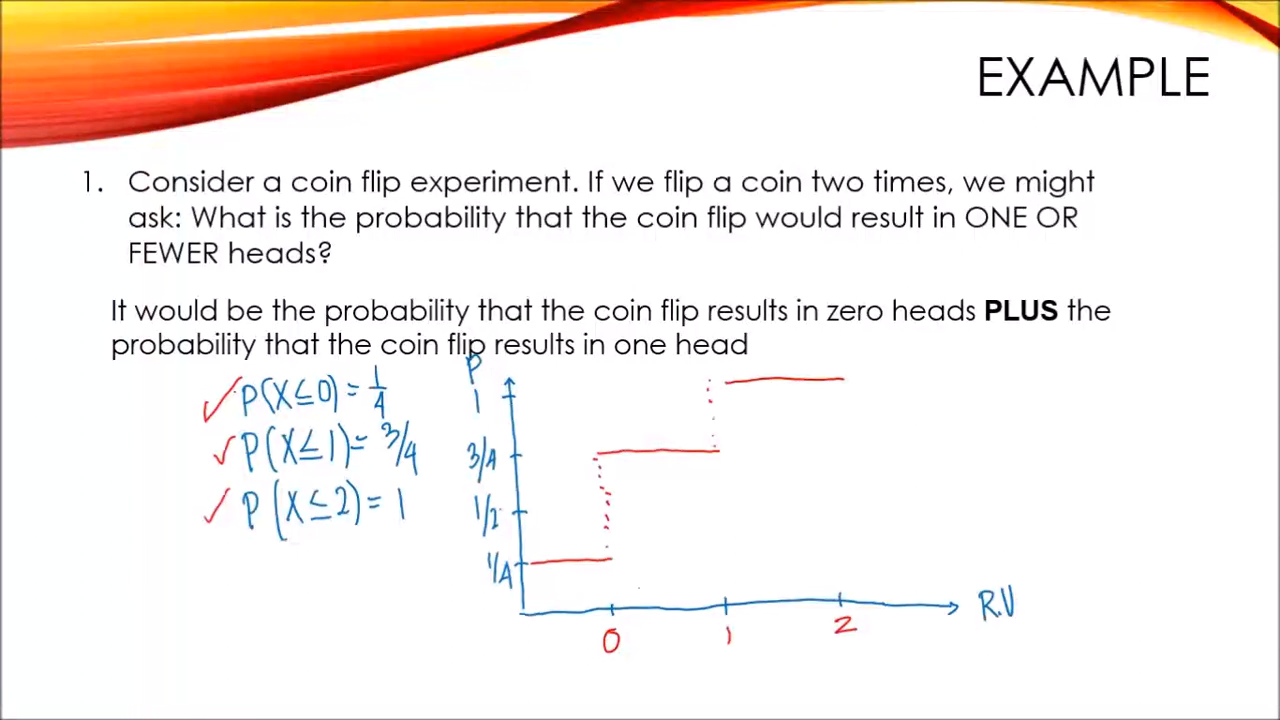 EXAMPLE
1. Consider a coin flip experiment. If we flip a coin two times, we might
ask: What is the probability that the coin flip would result in ONE OR
FEWER heads?
It would be the probability that the coin flip results in zero heads PLUS the
probability that the coin flip results in one head
P(X≤0) = 1/4
P(X≤1) = 3/4
P(X≤2) = 1
P
1
3/4
1/2
1/4
R.V
0 1 2